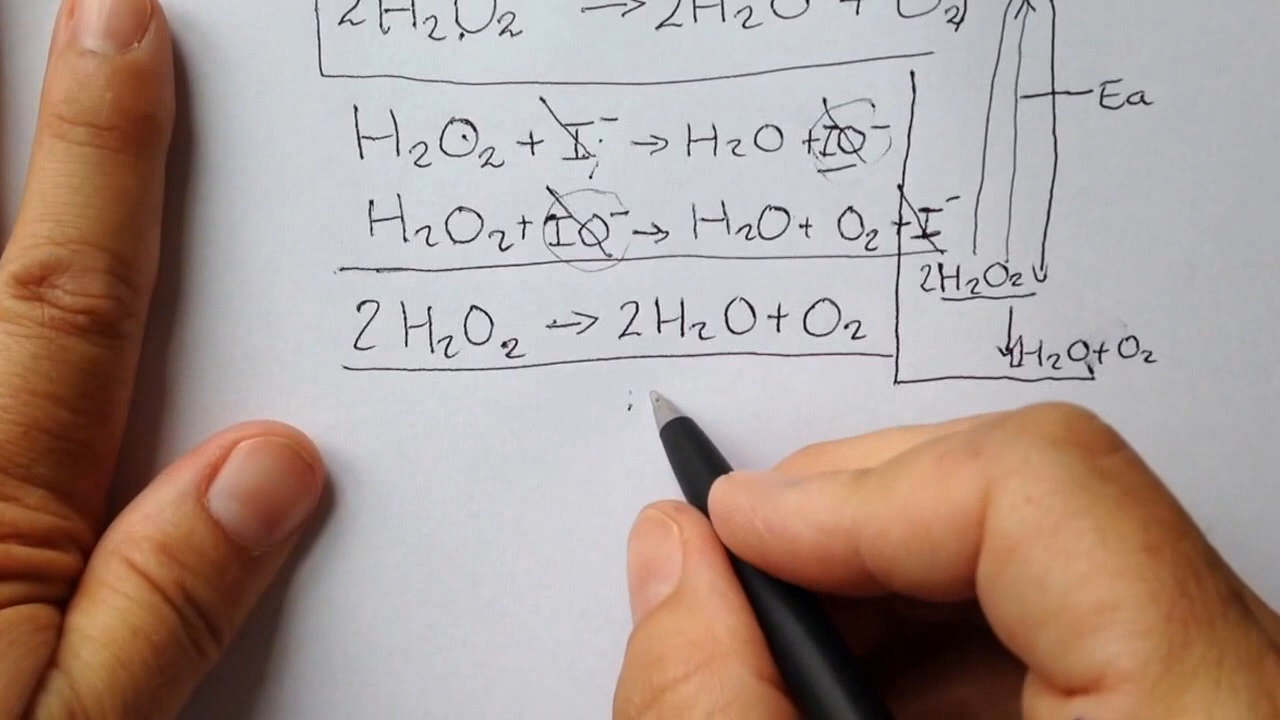 2H₂O₂ → 2H₂O + O₂
Ea
H₂O₂ + I⁻ → H₂O + IO⁻
H₂O₂ + IO⁻ → H₂O + O₂ + I⁻
2H₂O₂
2H₂O₂ → 2H₂O + O₂
H₂O + O₂